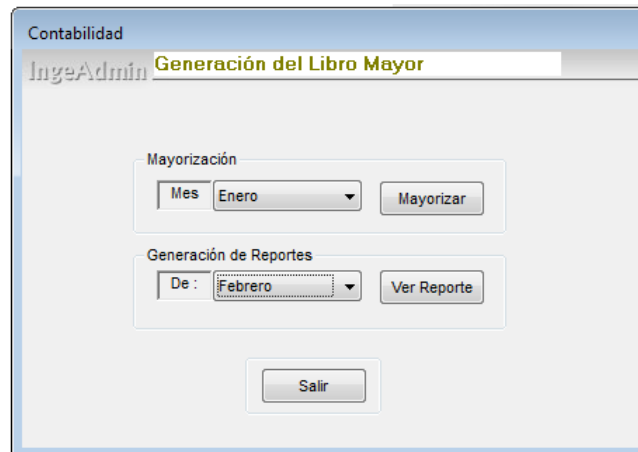 Contabilidad
IngeAdmin Generación del Libro Mayor
Mayorización
Mes Enero Mayorizar
Generación de Reportes
De : Febrero Ver Reporte
Salir